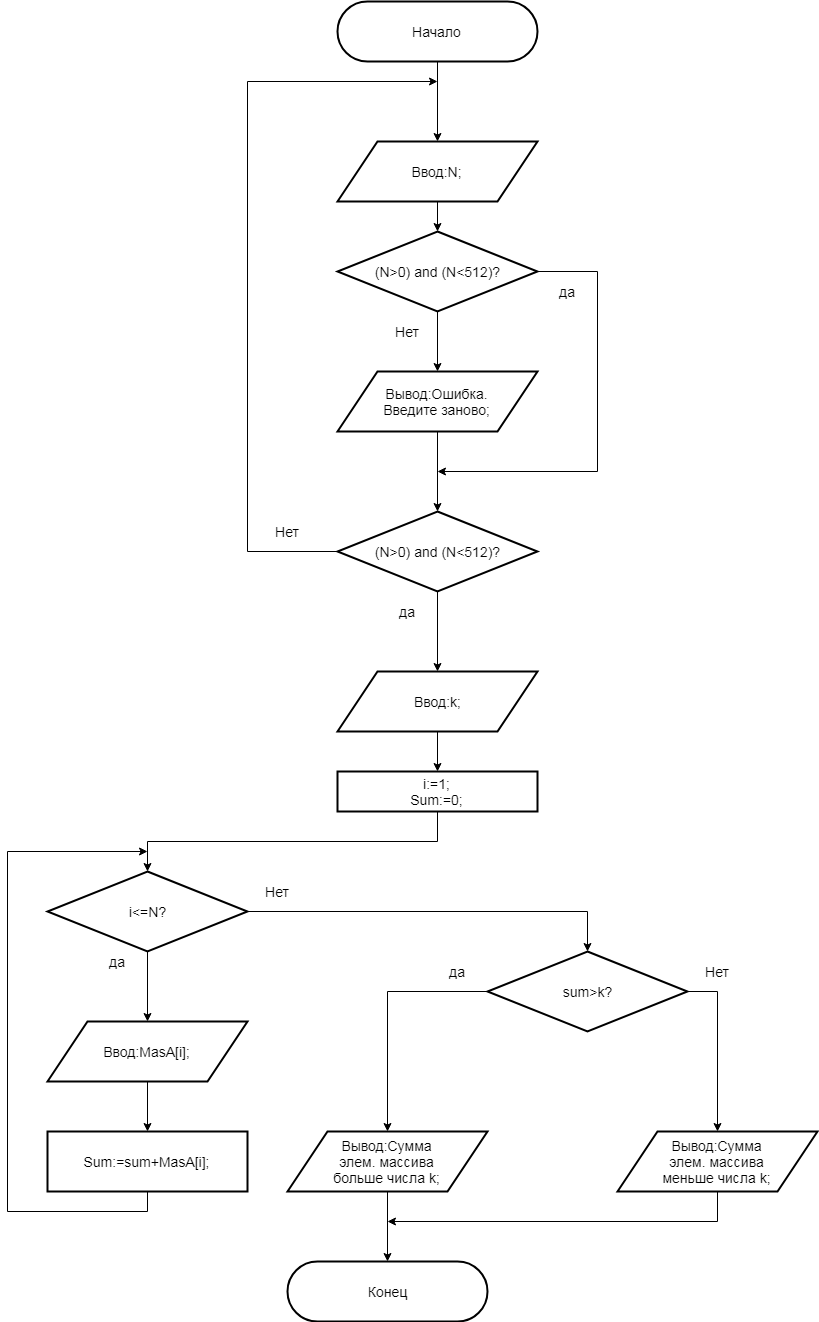 Начало
Ввод:N;
(N>0) and (N<512)?
да
Нет
Вывод:Ошибка.
Введите заново;
Нет
(N>0) and (N<512)?
да
Ввод:k;
i:=1;
Sum:=0;
i<=N?
Нет
да
да
sum>k?
Нет
Ввод:MasA[i];
Sum:=sum+MasA[i];
Вывод:Сумма
элем. массива
больше числа k;
Вывод:Сумма
элем. массива
меньше числа k;
Конец